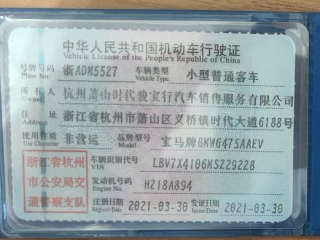 中华人民共和国机动车行驶证
Vehicle License of the People's Republic of China
号牌号码 Plate No. 浙ADM5527 车辆类型 Vehicle Type 小型普通客车
所有人 Owner 杭州萧山时代骏宝行汽车销售服务有限公司
住址 Address 浙江省杭州市萧山区义桥镇时代大道6188号
使用性质 Use Character 非营运 品牌型号 Model 宝马牌BMW6475AAEV
浙江省杭州市公安局交通警察支队
车辆识别代号 VIN LBV7X4106MSZ29228
发动机号码 Engine No. H218A894
注册日期 Register Date 2021-03-30 发证日期 Issue Date 2021-03-30